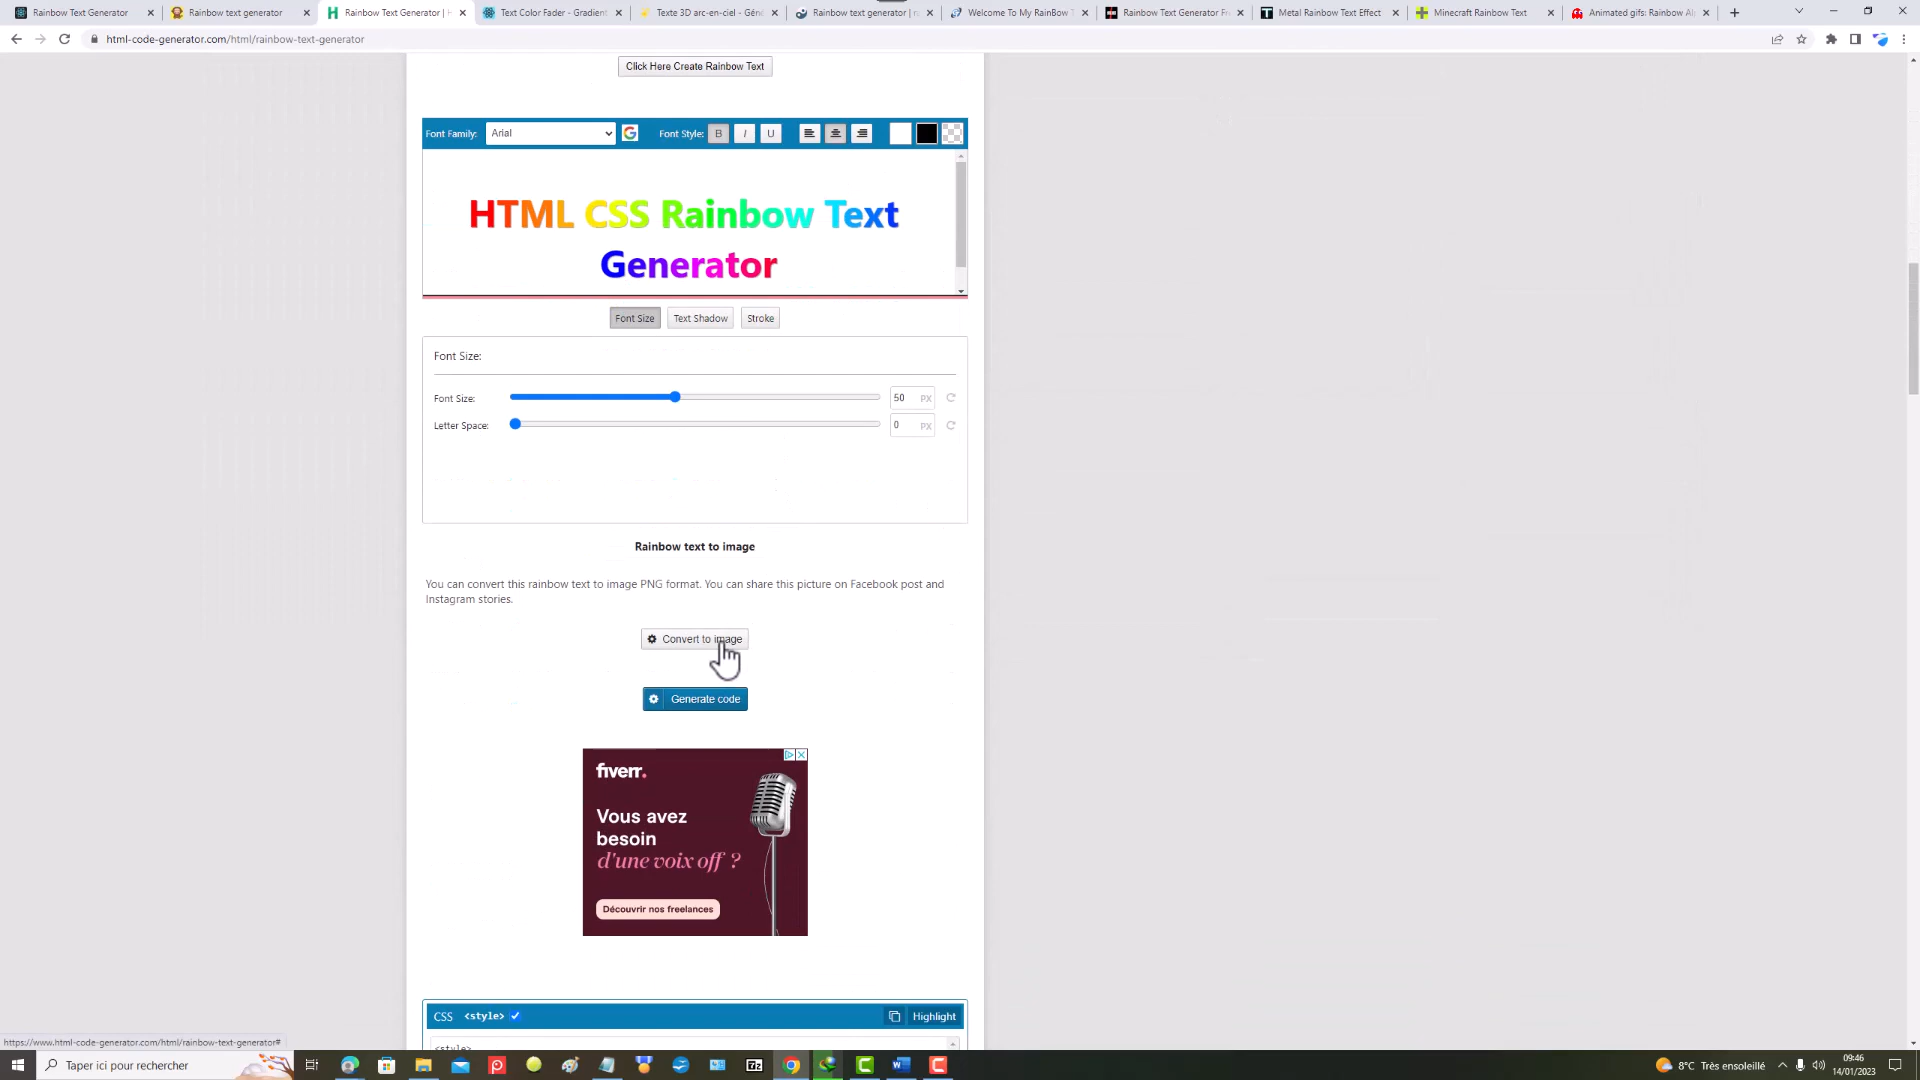 Rainbow Text Generator
Rainbow text generator
Rainbow Text Generator | H
Text Color Fader - Gradient
Texte 3D arc-en-ciel - Géné
Rainbow text generator | ra
Welcome To My RainBow T
Rainbow Text Generator Fr
Metal Rainbow Text Effect
Minecraft Rainbow Text
Animated gifs: Rainbow Al
html-code-generator.com/html/rainbow-text-generator
Click Here Create Rainbow Text
Font Family: Arial Font Style: B I U
HTML CSS Rainbow Text
Generator
Font Size Text Shadow Stroke
Font Size:
Font Size: 50 PX
Letter Space: 0 PX
Rainbow text to image
You can convert this rainbow text to image PNG format. You can share this picture on Facebook post and
Instagram stories.
Convert to image
Generate code
fiverr.
Vous avez
besoin
d'une voix off ?
Découvrir nos freelances
CSS <style> Highlight
<style>
https://www.html-code-generator.com/html/rainbow-text-generator#
Taper ici pour rechercher
8°C Très ensoleillé
09:46
14/01/2023